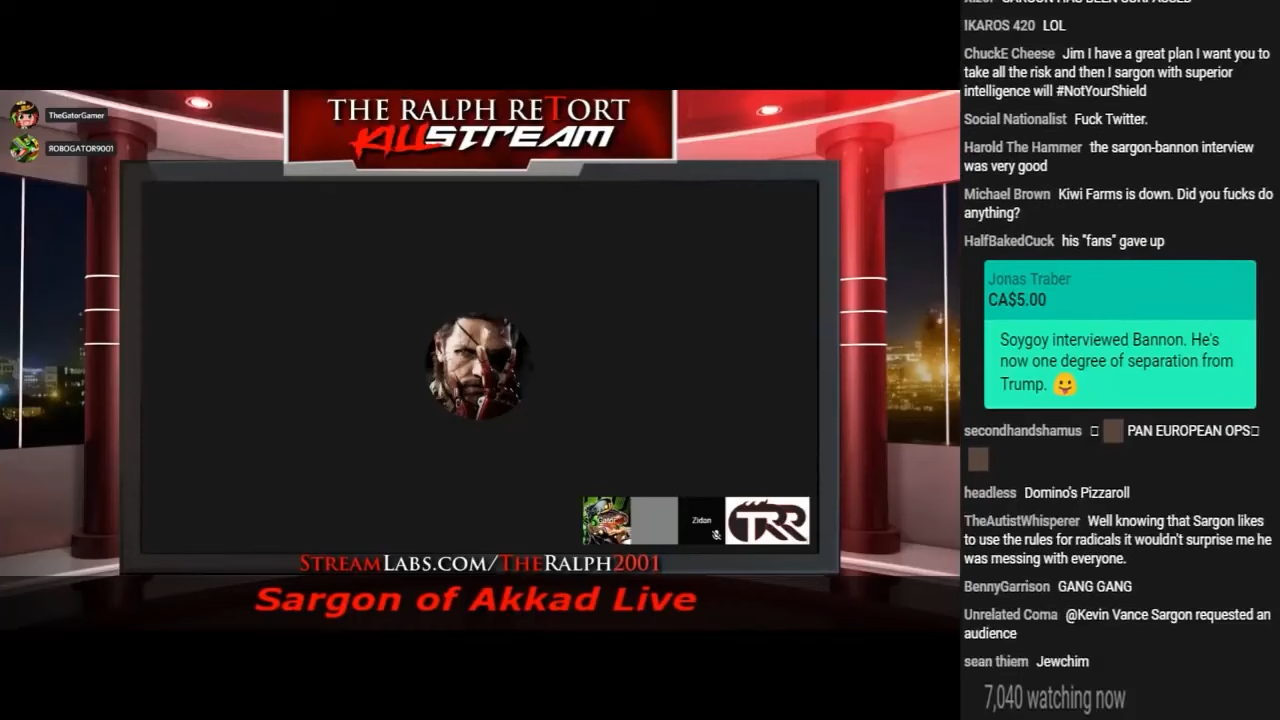 TheGatorGamer
ЯOBOGATOR9001
THE RALPH RETORT
KILLSTREAM
Gator
Zidan
TRR
STREAMLABS.COM/THERALPH2001
Sargon of Akkad Live
IKAROS 420 LOL
ChuckE Cheese Jim I have a great plan I want you to
take all the risk and then I sargon with superior
intelligence will #NotYourShield
Social Nationalist Fuck Twitter.
Harold The Hammer the sargon-bannon interview
was very good
Michael Brown Kiwi Farms is down. Did you fucks do
anything?
HalfBakedCuck his "fans" gave up
Jonas Traber
CA$5.00
Soygoy interviewed Bannon. He's
now one degree of separation from
Trump. 😛
secondhandshamus PAN EUROPEAN OPS
headless Domino's Pizzaroll
TheAutistWhisperer Well knowing that Sargon likes
to use the rules for radicals it wouldn't surprise me he
was messing with everyone.
BennyGarrison GANG GANG
Unrelated Coma @Kevin Vance Sargon requested an
audience
sean thiem Jewchim
7,040 watching now